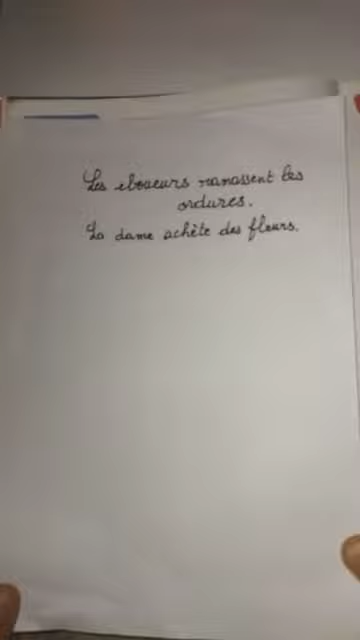 Les éboueurs ramassent les
ordures.
La dame achète des fleurs.